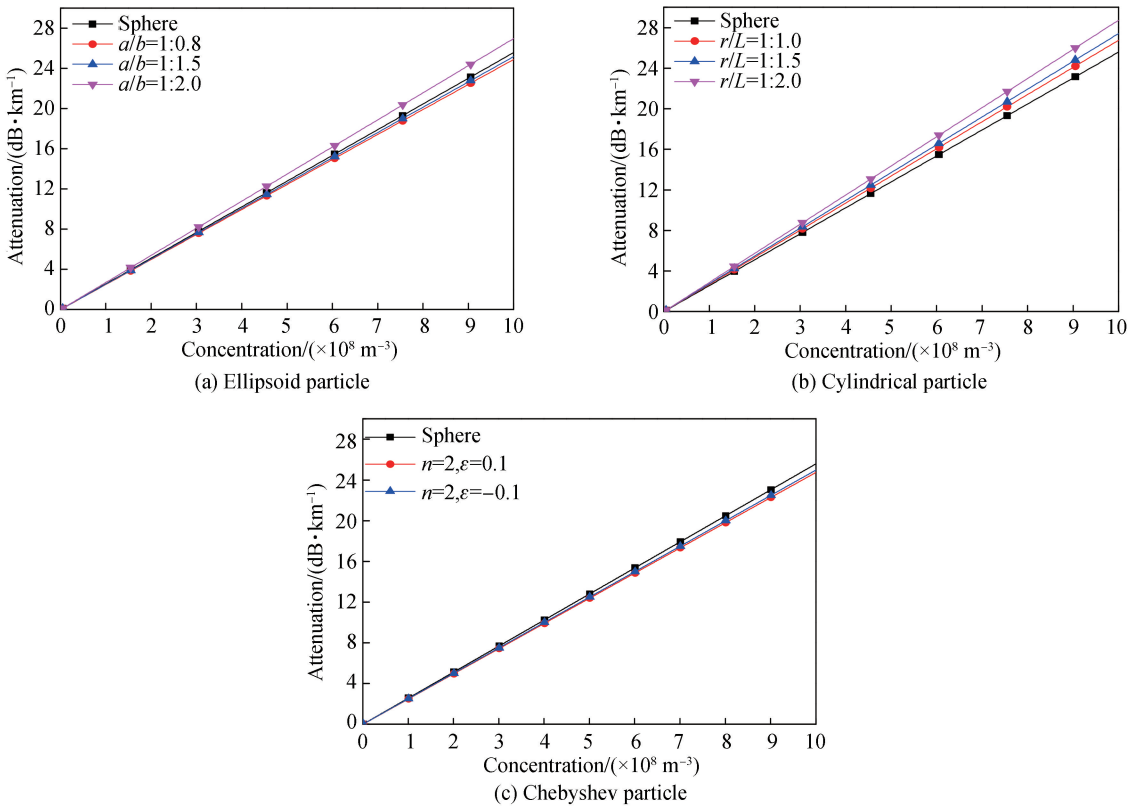 28
24
20
16
12
8
4
0
Attenuation/(dB·km⁻¹)
Sphere
a/b=1:0.8
a/b=1:1.5
a/b=1:2.0
0 1 2 3 4 5 6 7 8 9 10
Concentration/(×10⁸ m⁻³)
(a) Ellipsoid particle
28
24
20
16
12
8
4
0
Attenuation/(dB·km⁻¹)
Sphere
r/L=1:1.0
r/L=1:1.5
r/L=1:2.0
0 1 2 3 4 5 6 7 8 9 10
Concentration/(×10⁸ m⁻³)
(b) Cylindrical particle
28
24
20
16
12
8
4
0
Attenuation/(dB·km⁻¹)
Sphere
n=2,ε=0.1
n=2,ε=−0.1
0 1 2 3 4 5 6 7 8 9 10
Concentration/(×10⁸ m⁻³)
(c) Chebyshev particle